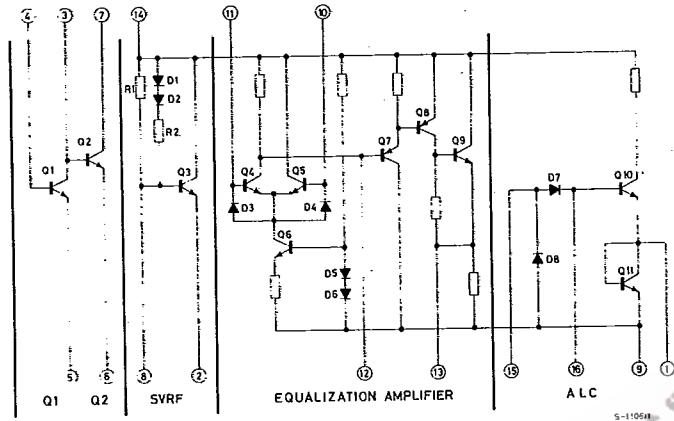 4 3 7 14 11 10
R1 D1
D2
R2
Q8
Q2 Q7 Q9
Q1 Q3 Q4 Q5 D7 Q10
D3 D4
Q6 D8
D5 Q11
D6
5 6 8 2 12 13 15 16 9 1
Q1 Q2 SVRF EQUALIZATION AMPLIFIER ALC